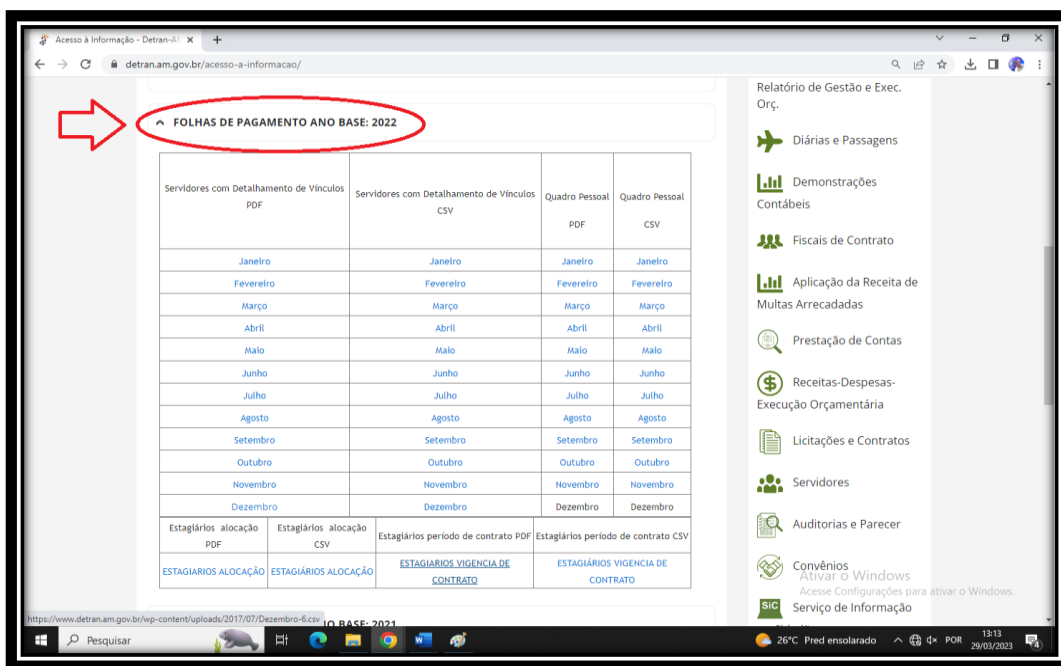 Acesso à Informação - Detran-A
detran.am.gov.br/acesso-a-informacao/
FOLHAS DE PAGAMENTO ANO BASE: 2022
Servidores com Detalhamento de Vínculos PDF
Servidores com Detalhamento de Vínculos CSV
Quadro Pessoal PDF
Quadro Pessoal CSV
Janeiro Janeiro Janeiro Janeiro
Fevereiro Fevereiro Fevereiro Fevereiro
Março Março Março Março
Abril Abril Abril Abril
Maio Maio Maio Maio
Junho Junho Junho Junho
Julho Julho Julho Julho
Agosto Agosto Agosto Agosto
Setembro Setembro Setembro Setembro
Outubro Outubro Outubro Outubro
Novembro Novembro Novembro Novembro
Dezembro Dezembro Dezembro Dezembro
Estagiários alocação PDF
Estagiários alocação CSV
Estagiários período de contrato PDF
Estagiários período de contrato CSV
ESTAGIARIOS ALOCAÇÃO
ESTAGIÁRIOS ALOCAÇÃO
ESTAGIARIOS VIGENCIA DE
CONTRATO
ESTAGIÁRIOS VIGENCIA DE
CONTRATO
Relatório de Gestão e Exec.
Orç.
Diárias e Passagens
Demonstrações
Contábeis
Fiscais de Contrato
Aplicação da Receita de
Multas Arrecadadas
Prestação de Contas
Receitas-Despesas-
Execução Orçamentária
Licitações e Contratos
Servidores
Auditorias e Parecer
Convênios
Ativar o Windows
Acesse Configurações para ativar o Windows.
SIC Serviço de Informação
https://www.detran.am.gov.br/wp-content/uploads/2017/07/Dezembro-6.csv
NO BASE: 2021
Pesquisar
26°C Pred ensolarado
POR
13:13
29/03/2023
4